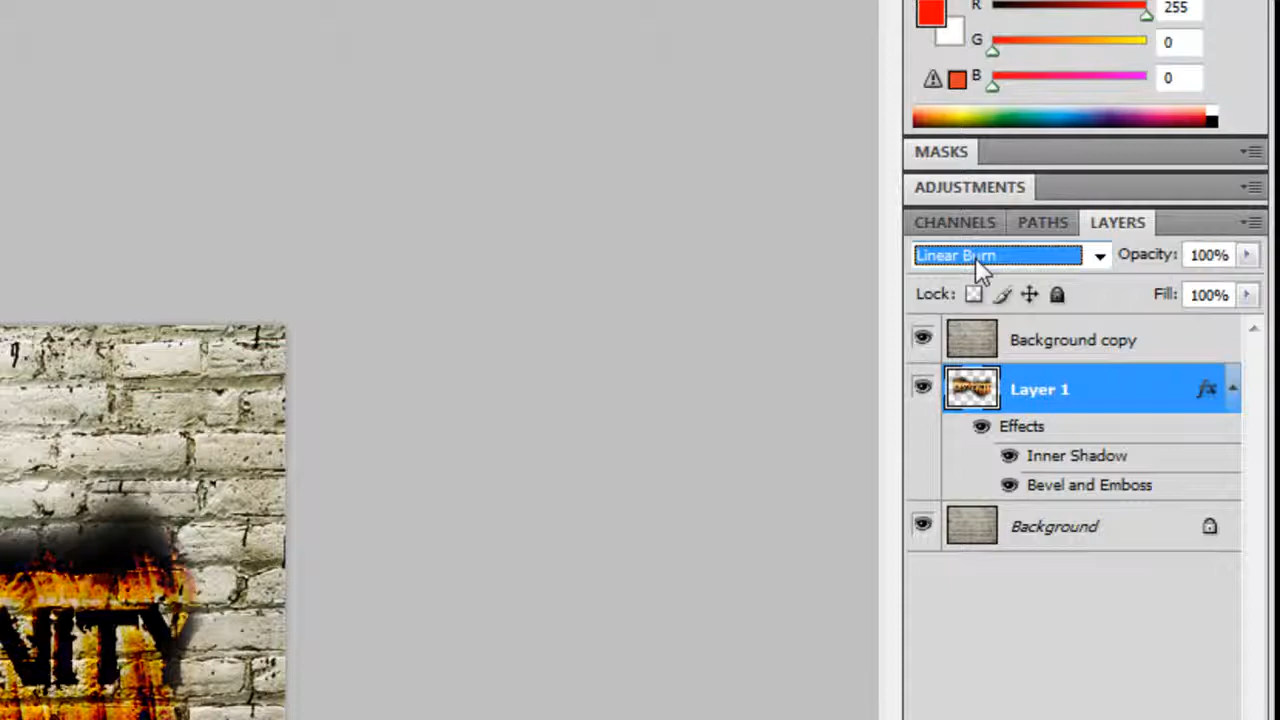 R 255
G 0
B 0
MASKS
ADJUSTMENTS
CHANNELS PATHS LAYERS
Linear Burn Opacity: 100%
Lock: Fill: 100%
Background copy
Layer 1 fx
Effects
Inner Shadow
Bevel and Emboss
Background
NITY